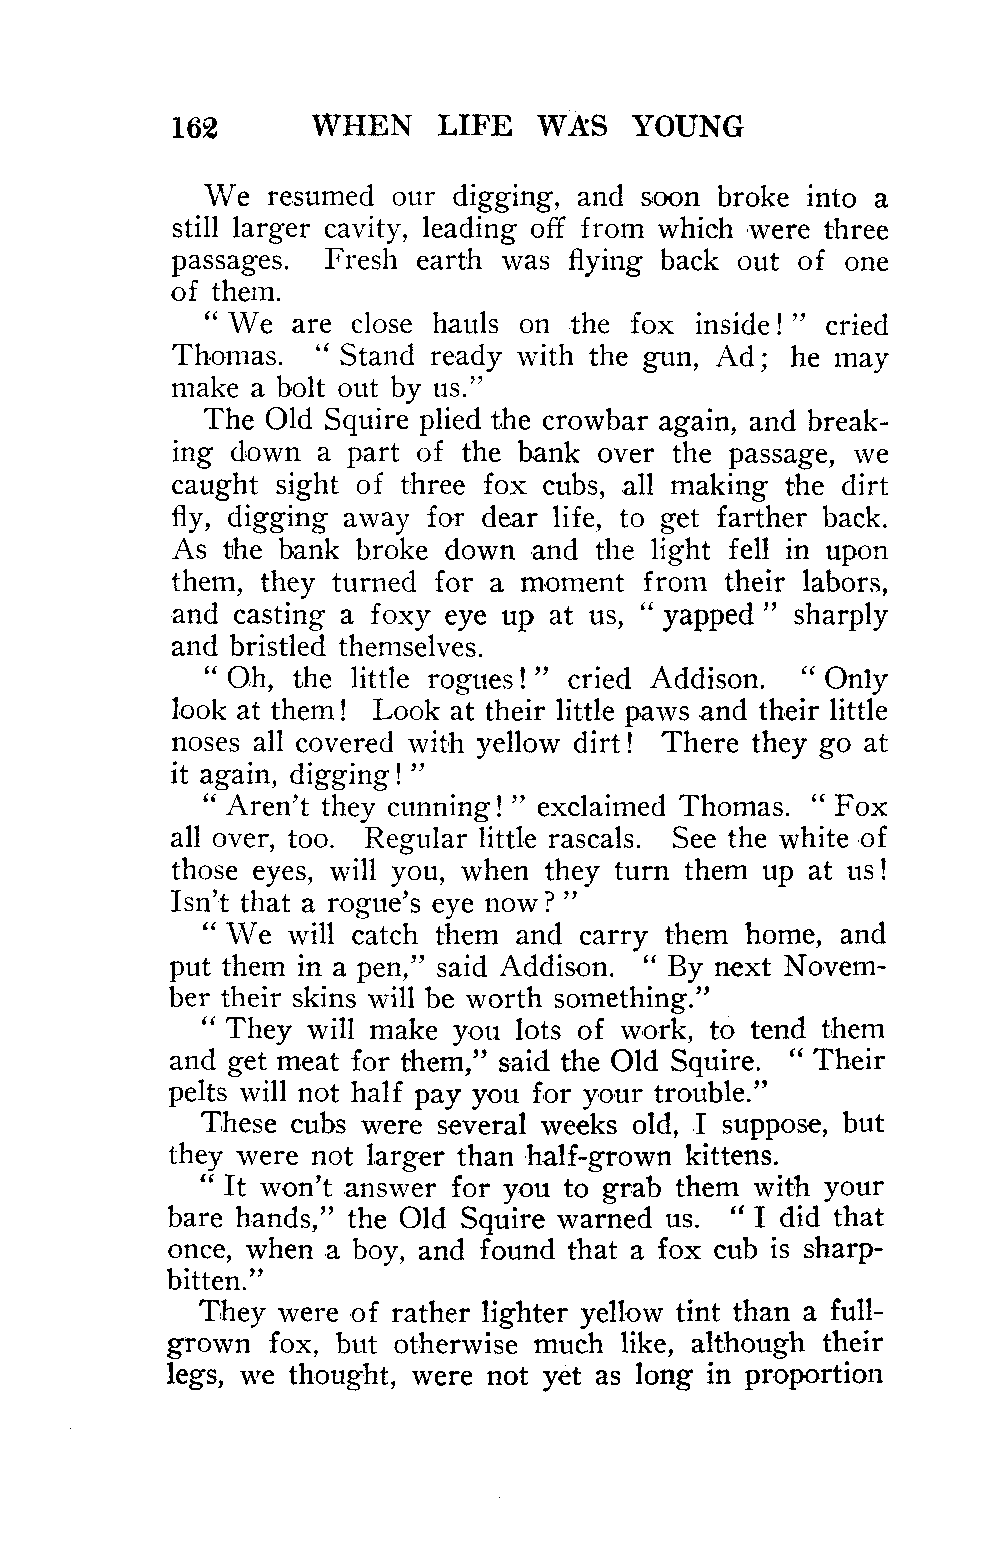 162 WHEN LIFE WAS YOUNG
We resumed our digging, and soon broke into a
still larger cavity, leading off from which were three
passages. Fresh earth was flying back out of one
of them.
“ We are close hauls on the fox inside! ” cried
Thomas. “ Stand ready with the gun, Ad; he may
make a bolt out by us.”
The Old Squire plied the crowbar again, and break-
ing down a part of the bank over the passage, we
caught sight of three fox cubs, all making the dirt
fly, digging away for dear life, to get farther back.
As the bank broke down and the light fell in upon
them, they turned for a moment from their labors,
and casting a foxy eye up at us, “ yapped ” sharply
and bristled themselves.
“ Oh, the little rogues! ” cried Addison. “ Only
look at them! Look at their little paws and their little
noses all covered with yellow dirt! There they go at
it again, digging! ”
“ Aren’t they cunning! ” exclaimed Thomas. “ Fox
all over, too. Regular little rascals. See the white of
those eyes, will you, when they turn them up at us!
Isn’t that a rogue’s eye now? ”
“ We will catch them and carry them home, and
put them in a pen,” said Addison. “ By next Novem-
ber their skins will be worth something.”
“ They will make you lots of work, to tend them
and get meat for them,” said the Old Squire. “ Their
pelts will not half pay you for your trouble.”
These cubs were several weeks old, I suppose, but
they were not larger than half-grown kittens.
“ It won’t answer for you to grab them with your
bare hands,” the Old Squire warned us. “ I did that
once, when a boy, and found that a fox cub is sharp-
bitten.”
They were of rather lighter yellow tint than a full-
grown fox, but otherwise much like, although their
legs, we thought, were not yet as long in proportion